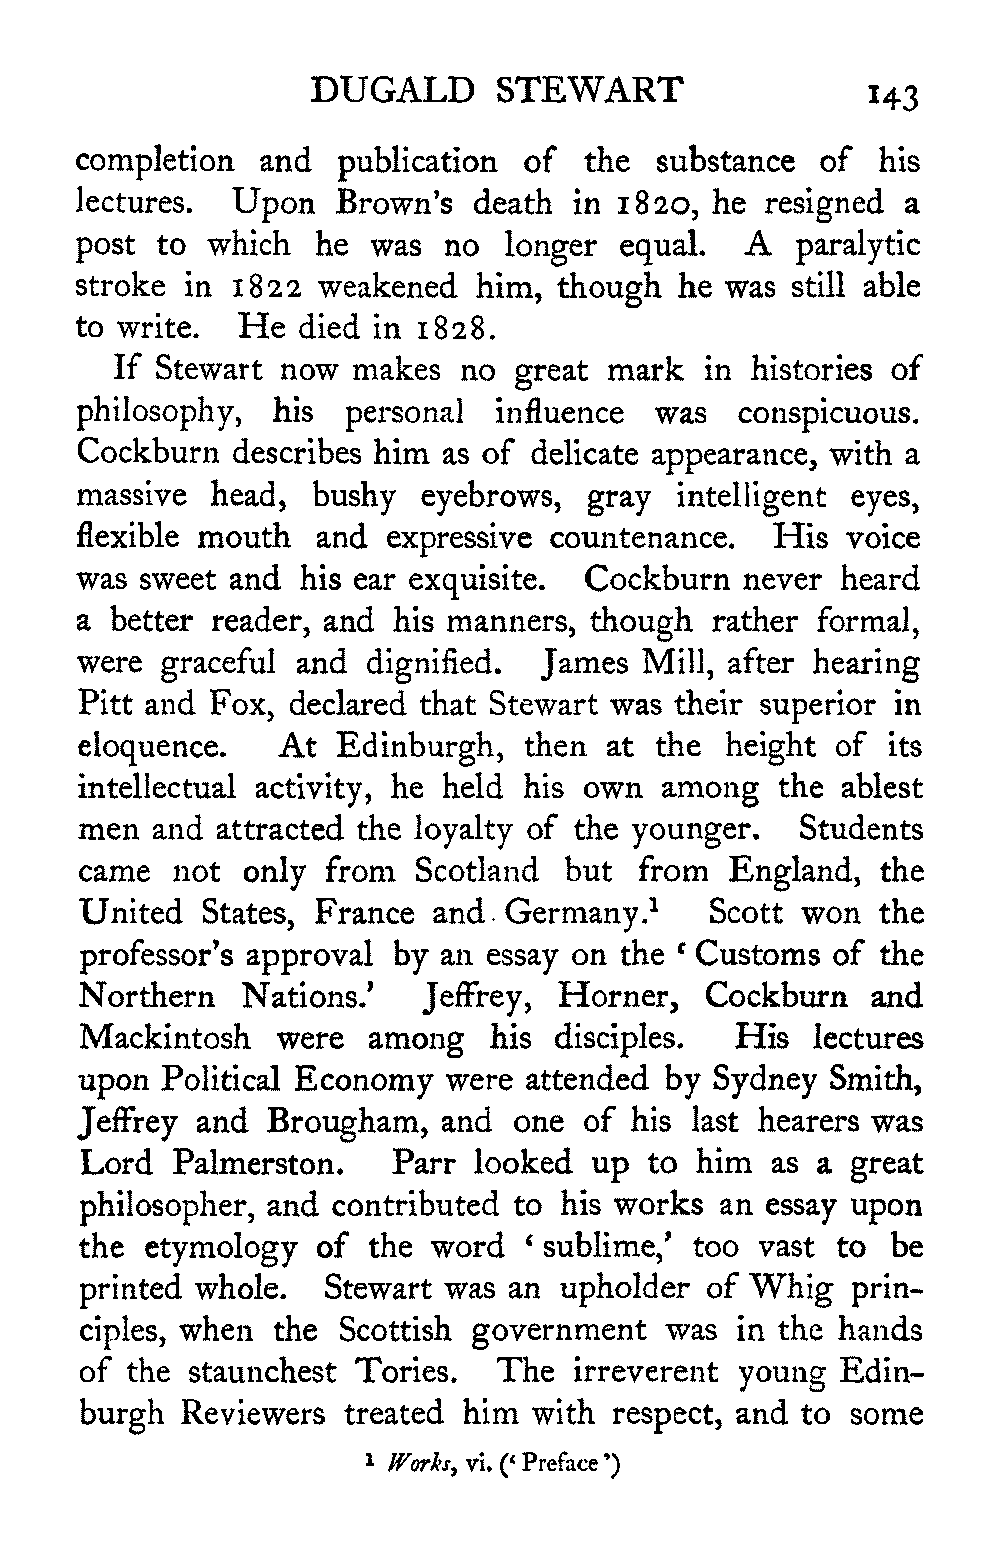 DUGALD STEWART 143
completion and publication of the substance of his
lectures. Upon Brown's death in 1820, he resigned a
post to which he was no longer equal. A paralytic
stroke in 1822 weakened him, though he was still able
to write. He died in 1828.
If Stewart now makes no great mark in histories of
philosophy, his personal influence was conspicuous.
Cockburn describes him as of delicate appearance, with a
massive head, bushy eyebrows, gray intelligent eyes,
flexible mouth and expressive countenance. His voice
was sweet and his ear exquisite. Cockburn never heard
a better reader, and his manners, though rather formal,
were graceful and dignified. James Mill, after hearing
Pitt and Fox, declared that Stewart was their superior in
eloquence. At Edinburgh, then at the height of its
intellectual activity, he held his own among the ablest
men and attracted the loyalty of the younger. Students
came not only from Scotland but from England, the
United States, France and Germany.¹ Scott won the
professor's approval by an essay on the ‘Customs of the
Northern Nations.’ Jeffrey, Horner, Cockburn and
Mackintosh were among his disciples. His lectures
upon Political Economy were attended by Sydney Smith,
Jeffrey and Brougham, and one of his last hearers was
Lord Palmerston. Parr looked up to him as a great
philosopher, and contributed to his works an essay upon
the etymology of the word ‘sublime,’ too vast to be
printed whole. Stewart was an upholder of Whig prin-
ciples, when the Scottish government was in the hands
of the staunchest Tories. The irreverent young Edin-
burgh Reviewers treated him with respect, and to some
¹ Works, vi. (‘Preface’)